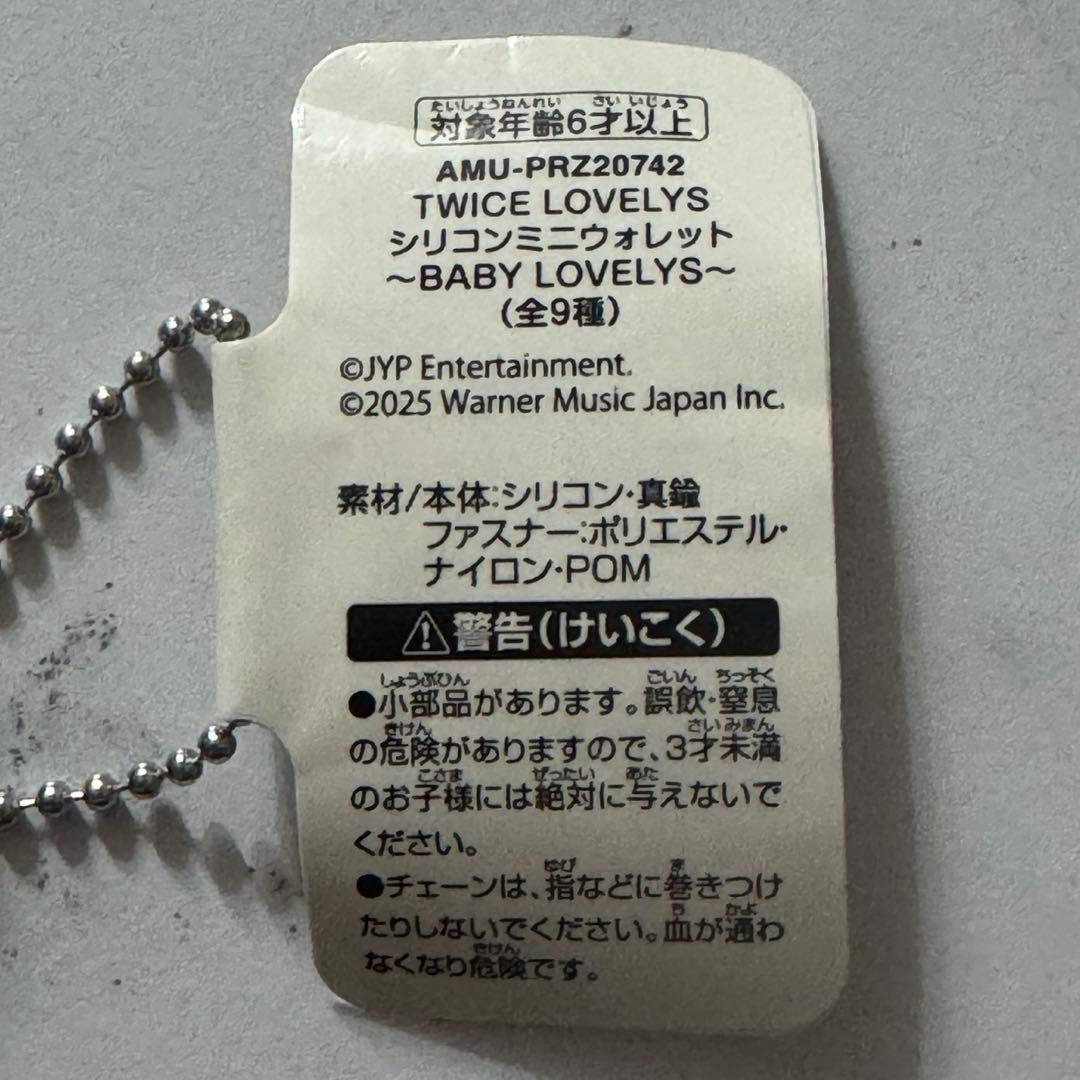 たいしょうねんれい さい いじょう
対象年齢6才以上
AMU-PRZ20742
TWICE LOVELYS
シリコンミニウォレット
~BABY LOVELYS~
(全9種)
©JYP Entertainment.
©2025 Warner Music Japan Inc.
素材/本体:シリコン・真鍮
ファスナー:ポリエステル・
ナイロン・POM
警告(けいこく)
しょうぶひん ごいん ちっそく
●小部品があります。誤飲・窒息
きけん さい みまん
の危険がありますので、3才未満
こさま ぜったい あた
のお子様には絶対に与えないで
ください。
ゆび ま
●チェーンは、指などに巻きつけ
ち かよ
たりしないでください。血が通わ
きけん
なくなり危険です。